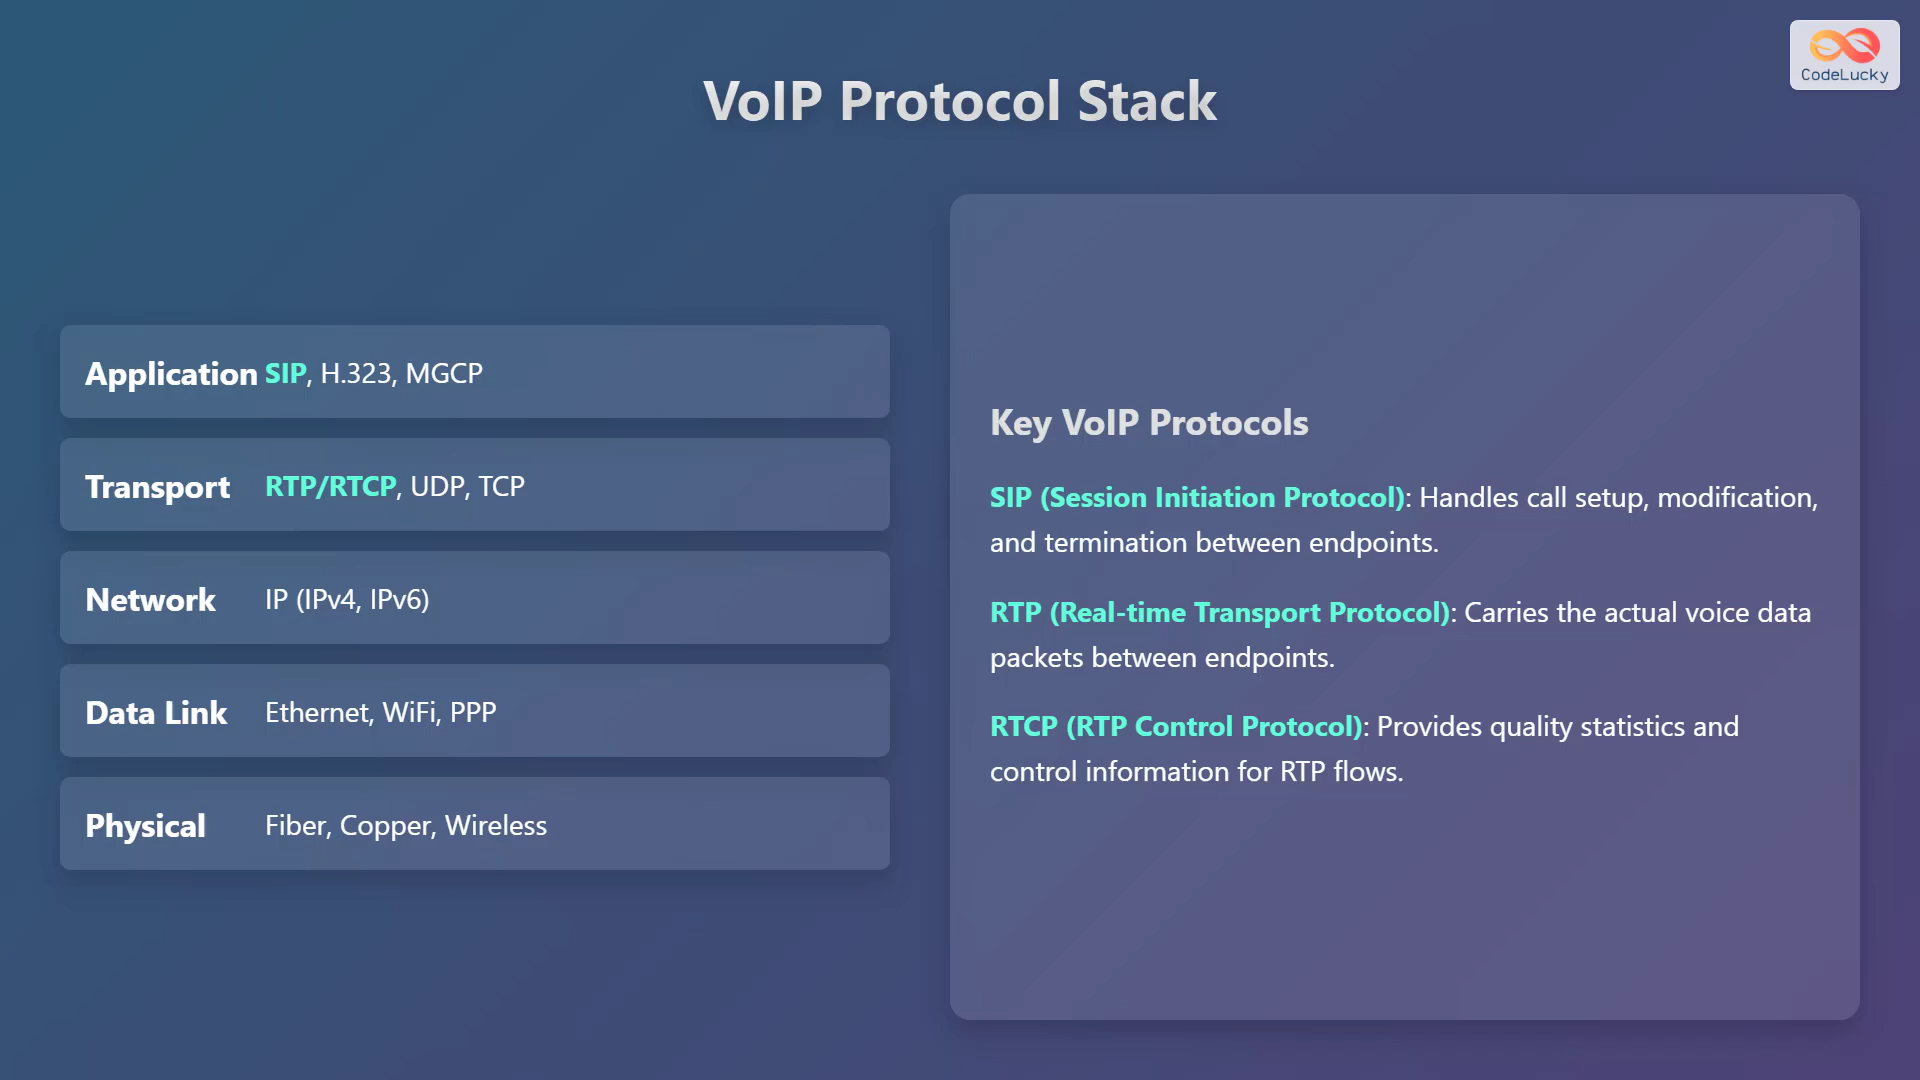 CodeLucky
VoIP Protocol Stack
Application SIP, H.323, MGCP
Transport RTP/RTCP, UDP, TCP
Network IP (IPv4, IPv6)
Data Link Ethernet, WiFi, PPP
Physical Fiber, Copper, Wireless
Key VoIP Protocols
SIP (Session Initiation Protocol): Handles call setup, modification,
and termination between endpoints.
RTP (Real-time Transport Protocol): Carries the actual voice data
packets between endpoints.
RTCP (RTP Control Protocol): Provides quality statistics and
control information for RTP flows.